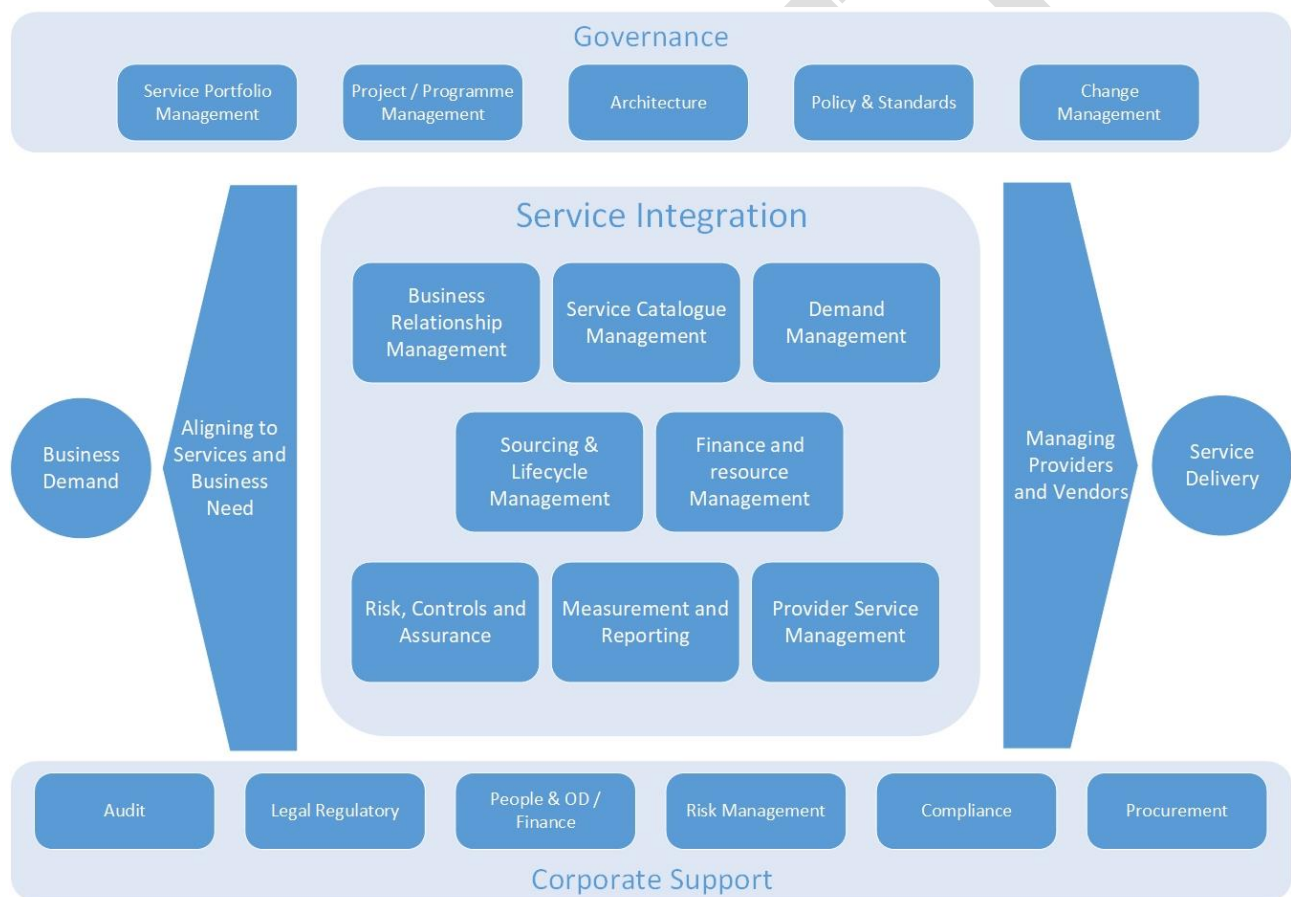 Governance
Service Portfolio
Management
Project / Programme
Management
Architecture
Policy & Standards
Change
Management
Service Integration
Business
Relationship
Management
Service Catalogue
Management
Demand
Management
Business
Demand
Aligning to
Services and
Business
Need
Sourcing &
Lifecycle
Management
Finance and
resource
Management
Managing
Providers
and Vendors
Service
Delivery
Risk, Controls and
Assurance
Measurement and
Reporting
Provider Service
Management
Audit
Legal Regulatory
People & OD /
Finance
Risk Management
Compliance
Procurement
Corporate Support